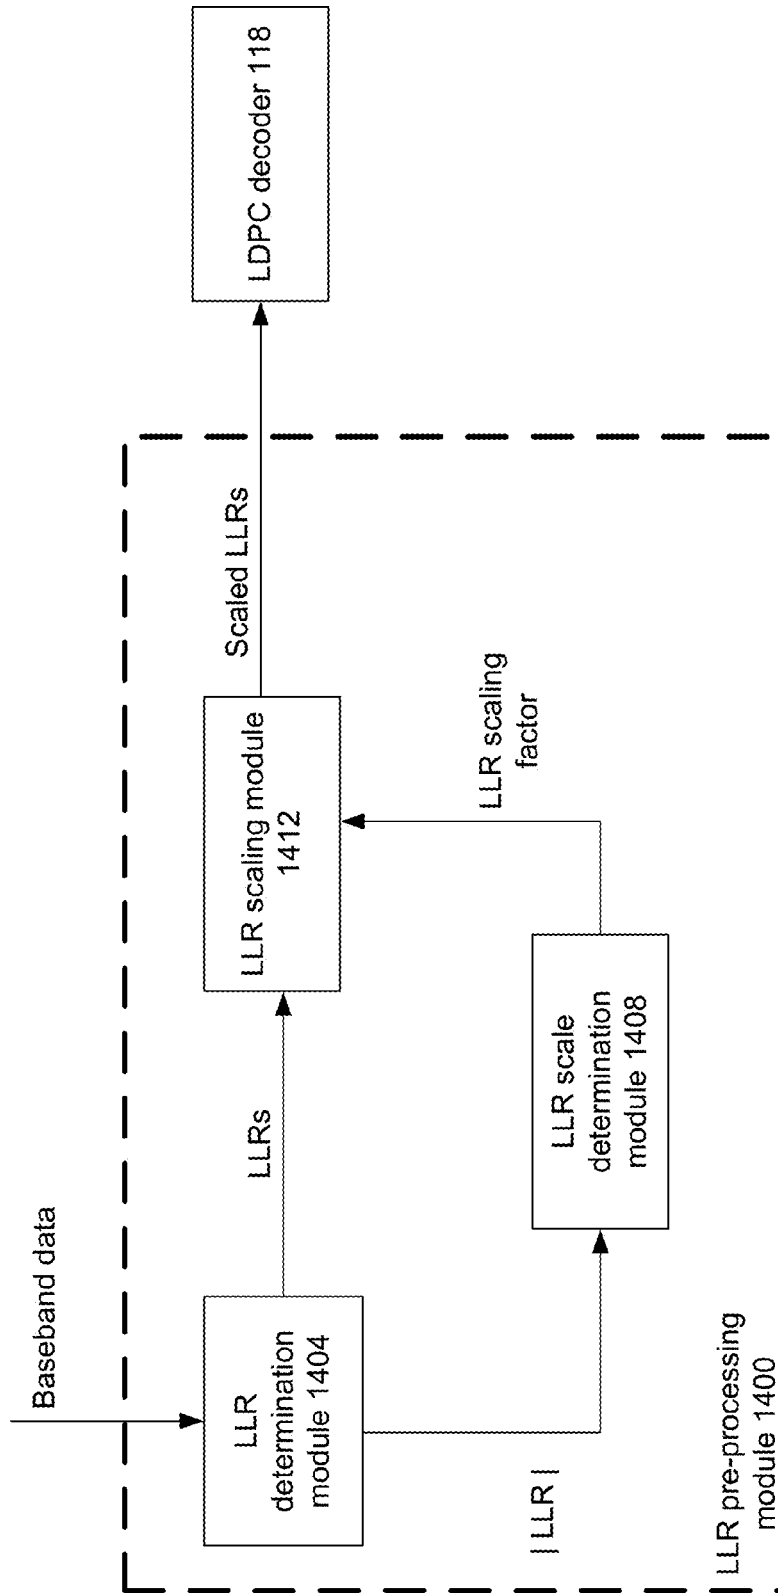 Baseband data
LLR
determination
module 1404
LLRs
LLR scaling module
1412
Scaled LLRs
LDPC decoder 118
| LLR |
LLR scale
determination
module 1408
LLR scaling
factor
LLR pre-processing
module 1400